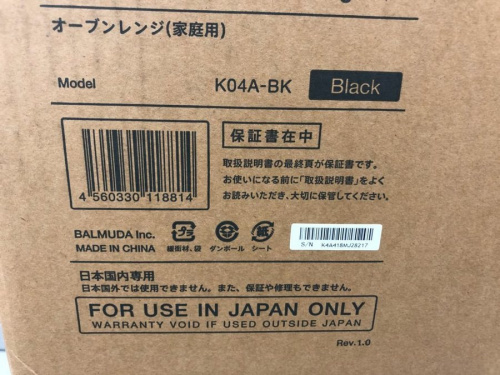 オーブンレンジ(家庭用)
Model K04A-BK Black
保証書在中
取扱説明書の最終頁が保証書です。
お使いになる前に「取扱説明書」をよく
お読みいただき、大切に保管してください。
4 560330 118814
BALMUDA Inc.
MADE IN CHINA
プラ
緩衝材、袋
ダンボール
紙
シート
S/N K4A41BMJ28217
日本国内専用
日本国外では使用できません。また、保証や修理もできません。
FOR USE IN JAPAN ONLY
WARRANTY VOID IF USED OUTSIDE JAPAN
Rev.1.0